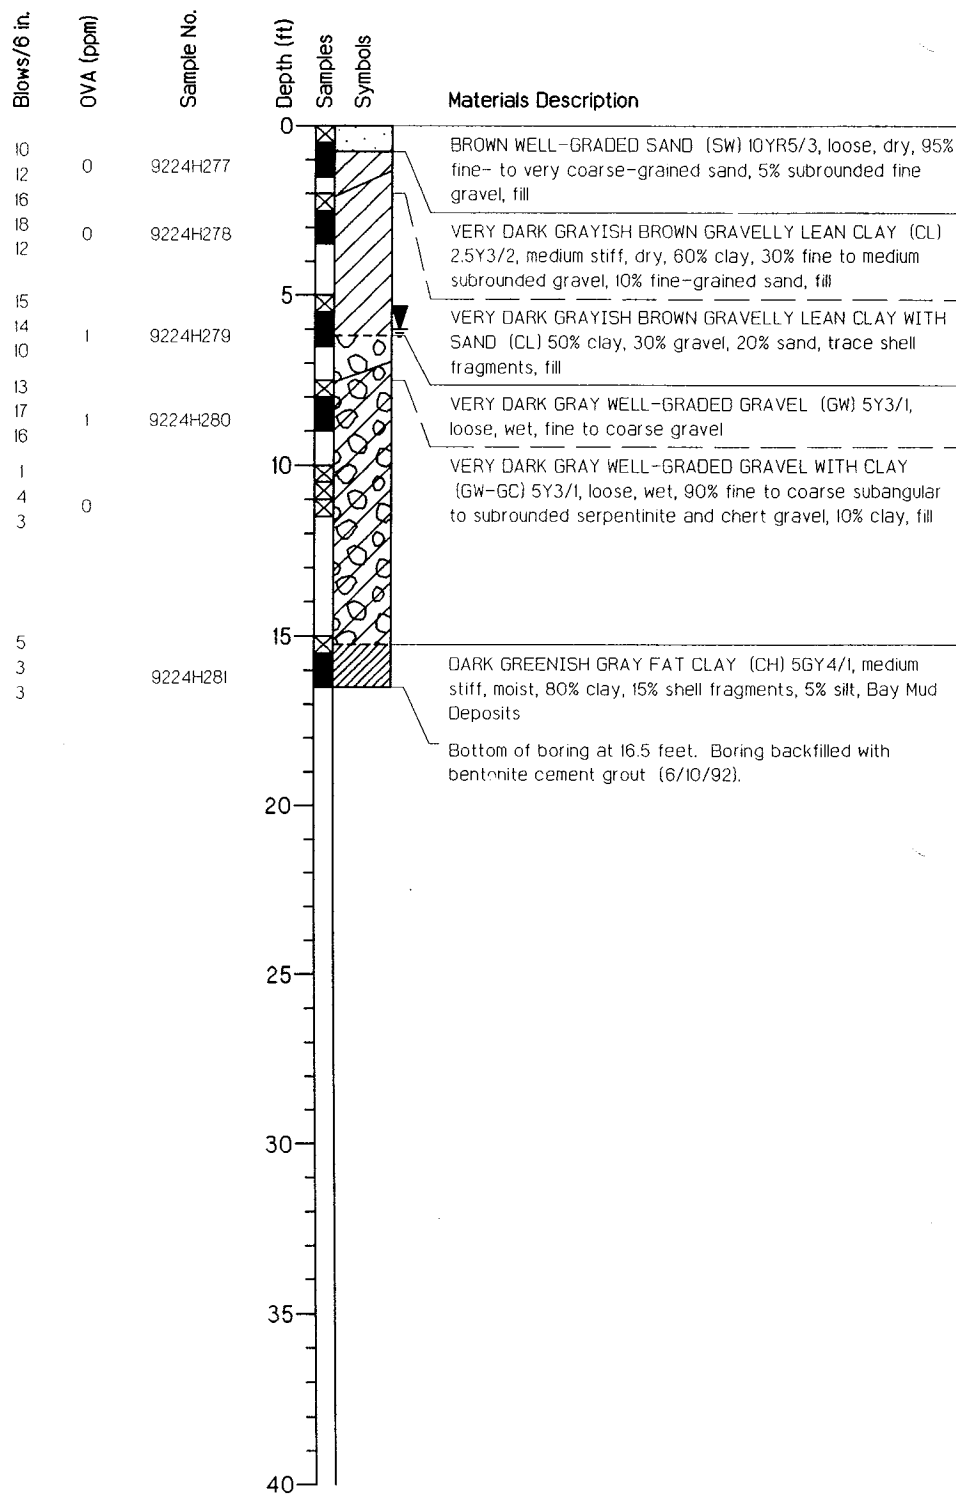 Blows/6 in.
OVA (ppm)
Sample No.
Depth (ft)
Samples
Symbols
Materials Description
0
BROWN WELL-GRADED SAND (SW) 10YR5/3, loose, dry, 95%
fine- to very coarse-grained sand, 5% subrounded fine
gravel, fill
10
12
0
9224H277
16
18
12
0
9224H278
VERY DARK GRAYISH BROWN GRAVELLY LEAN CLAY (CL)
2.5Y3/2, medium stiff, dry, 60% clay, 30% fine to medium
subrounded gravel, 10% fine-grained sand, fill
5
15
14
10
1
9224H279
VERY DARK GRAYISH BROWN GRAVELLY LEAN CLAY WITH
SAND (CL) 50% clay, 30% gravel, 20% sand, trace shell
fragments, fill
13
17
16
1
9224H280
VERY DARK GRAY WELL-GRADED GRAVEL (GW) 5Y3/1,
loose, wet, fine to coarse gravel
10
1
4
3
0
VERY DARK GRAY WELL-GRADED GRAVEL WITH CLAY
(GW-GC) 5Y3/1, loose, wet, 90% fine to coarse subangular
to subrounded serpentinite and chert gravel, 10% clay, fill
15
5
3
3
9224H281
DARK GREENISH GRAY FAT CLAY (CH) 5GY4/1, medium
stiff, moist, 80% clay, 15% shell fragments, 5% silt, Bay Mud
Deposits
Bottom of boring at 16.5 feet. Boring backfilled with
bentonite cement grout (6/10/92).
20
25
30
35
40